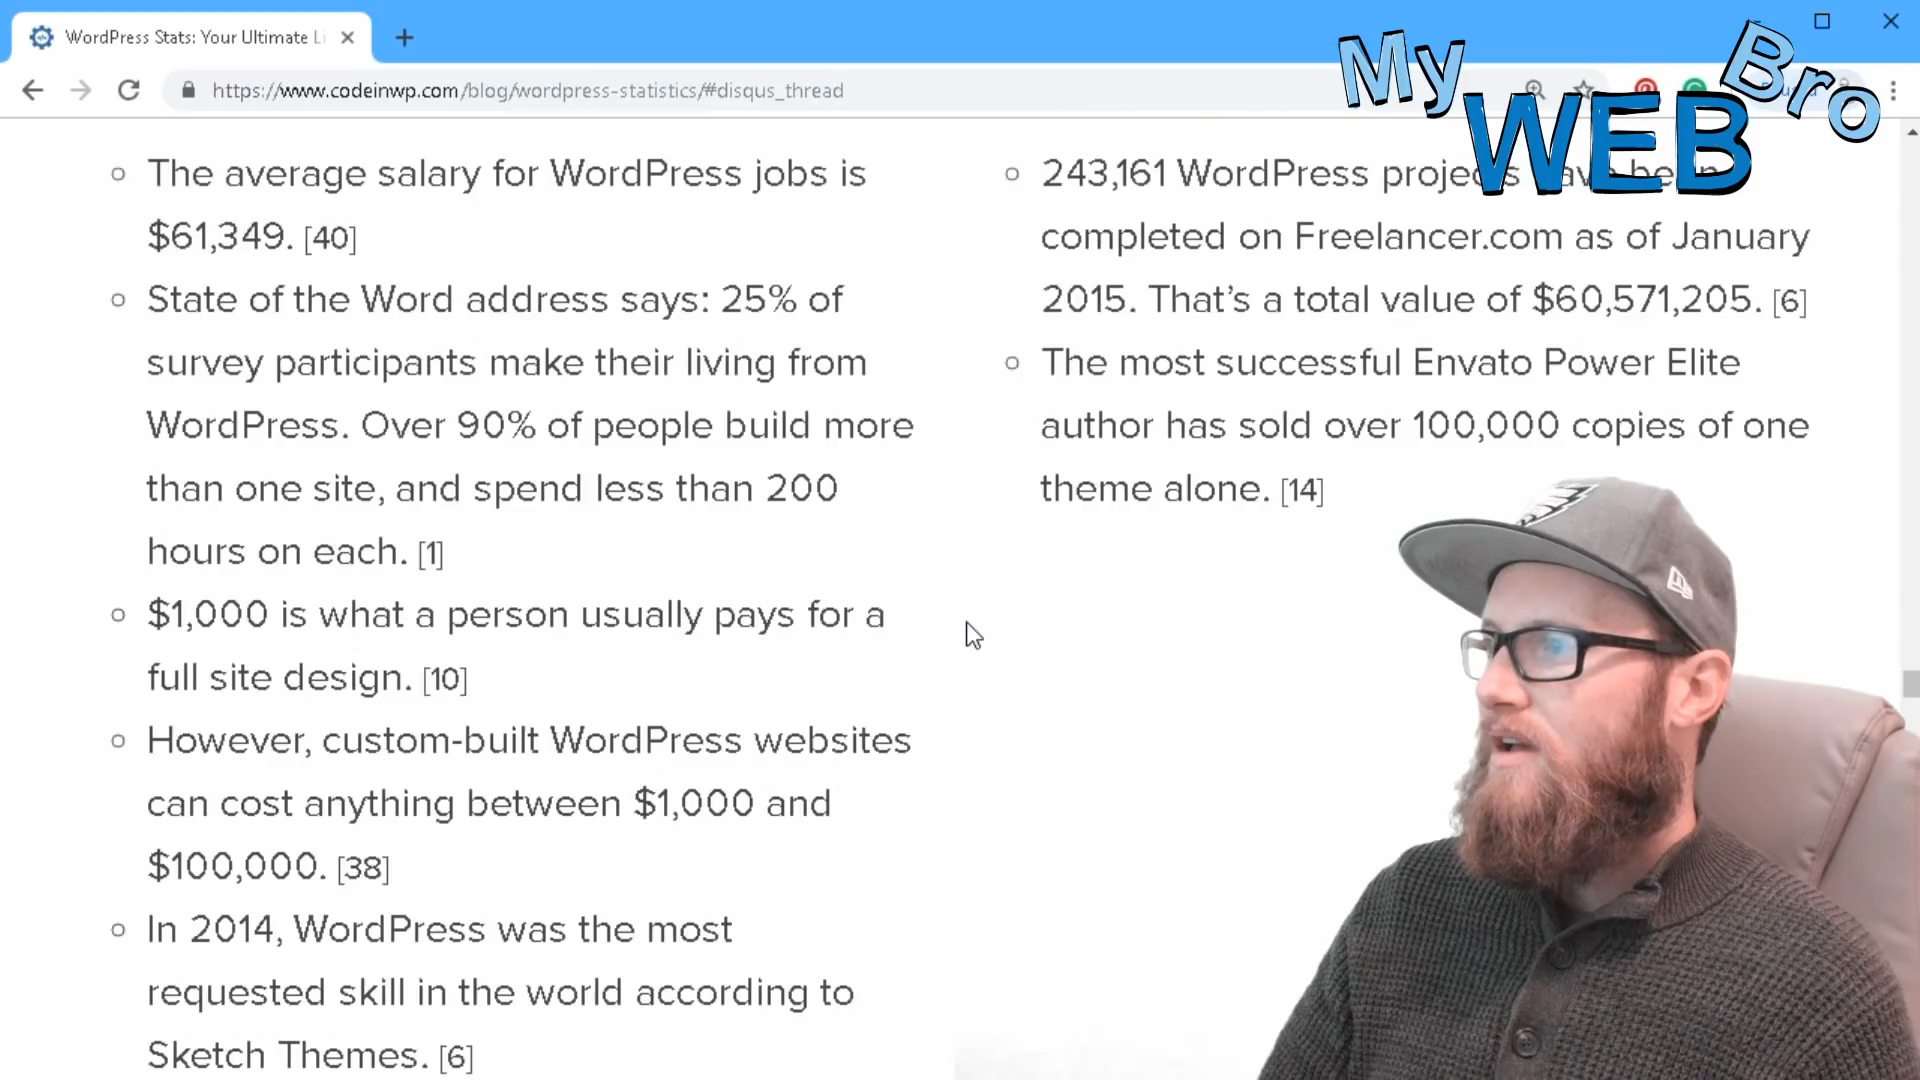 WordPress Stats: Your Ultimate Li
https://www.codeinwp.com/blog/wordpress-statistics/#disqus_thread
My WEB Bro
The average salary for WordPress jobs is
$61,349. [40]
State of the Word address says: 25% of
survey participants make their living from
WordPress. Over 90% of people build more
than one site, and spend less than 200
hours on each. [1]
$1,000 is what a person usually pays for a
full site design. [10]
However, custom-built WordPress websites
can cost anything between $1,000 and
$100,000. [38]
In 2014, WordPress was the most
requested skill in the world according to
Sketch Themes. [6]
243,161 WordPress projects have been
completed on Freelancer.com as of January
2015. That’s a total value of $60,571,205. [6]
The most successful Envato Power Elite
author has sold over 100,000 copies of one
theme alone. [14]